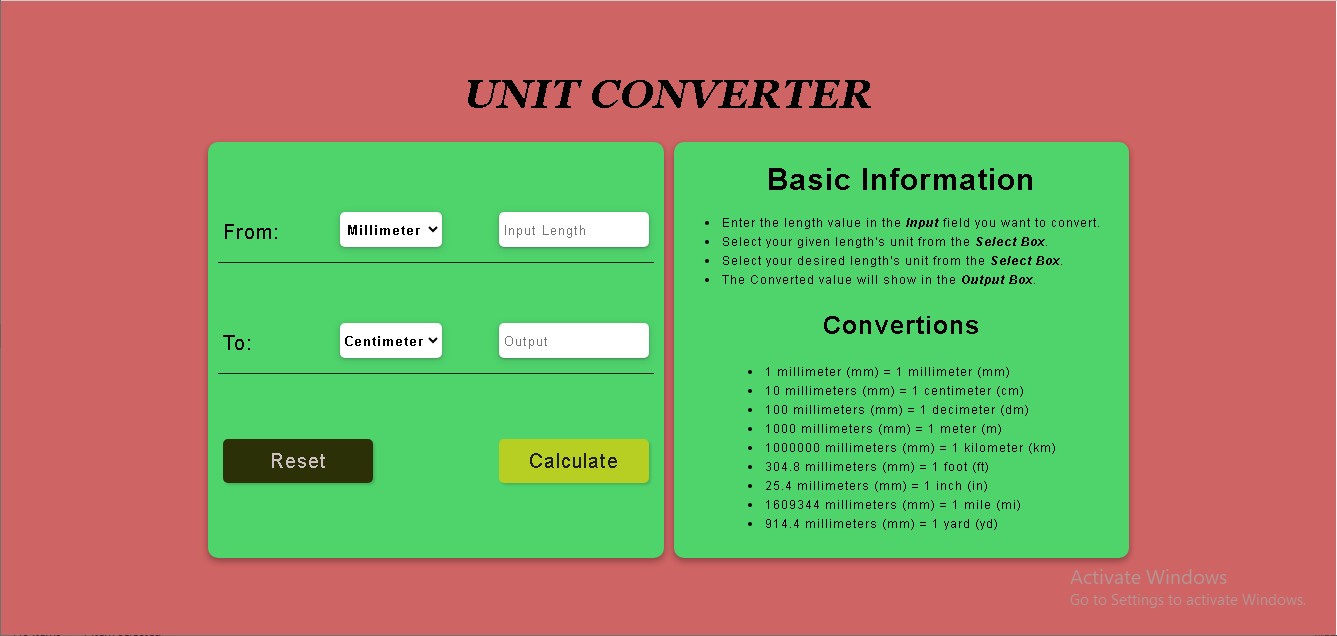 UNIT CONVERTER
From:
Millimeter
Input Length
To:
Centimeter
Output
Reset
Calculate
Basic Information
Enter the length value in the Input field you want to convert.
Select your given length's unit from the Select Box.
Select your desired length's unit from the Select Box.
The Converted value will show in the Output Box.
Convertions
1 millimeter (mm) = 1 millimeter (mm)
10 millimeters (mm) = 1 centimeter (cm)
100 millimeters (mm) = 1 decimeter (dm)
1000 millimeters (mm) = 1 meter (m)
1000000 millimeters (mm) = 1 kilometer (km)
304.8 millimeters (mm) = 1 foot (ft)
25.4 millimeters (mm) = 1 inch (in)
1609344 millimeters (mm) = 1 mile (mi)
914.4 millimeters (mm) = 1 yard (yd)
Activate Windows
Go to Settings to activate Windows.